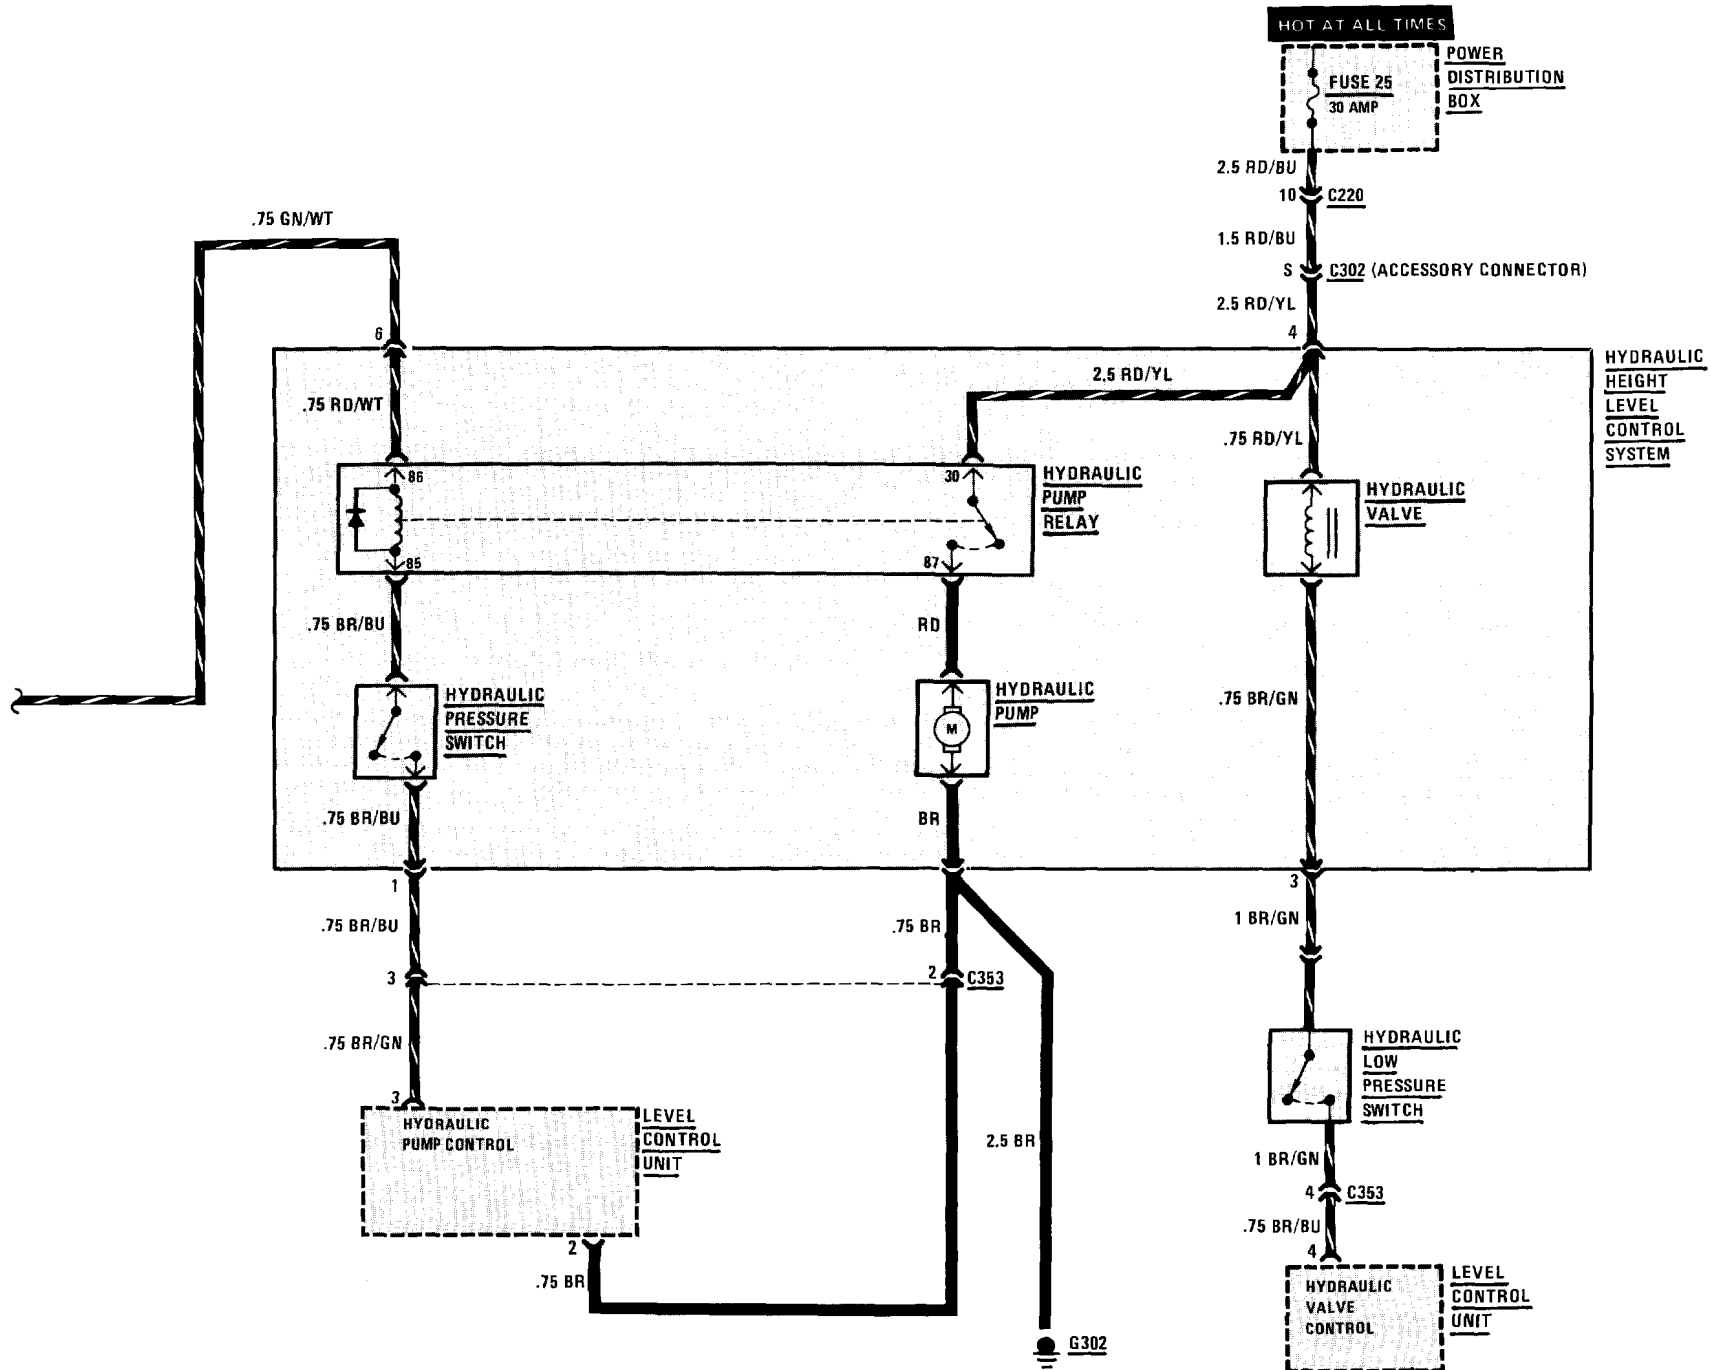 HOT AT ALL TIMES
POWER
DISTRIBUTION
BOX
FUSE 25
30 AMP
2.5 RD/BU
10 C220
1.5 RD/BU
S C302 (ACCESSORY CONNECTOR)
2.5 RD/YL
4
.75 GN/WT
6
HYDRAULIC
HEIGHT
LEVEL
CONTROL
SYSTEM
2.5 RD/YL
.75 RD/WT
.75 RD/YL
86
30
HYDRAULIC
PUMP
RELAY
HYDRAULIC
VALVE
85
87
.75 BR/BU
RD
HYDRAULIC
PRESSURE
SWITCH
HYDRAULIC
PUMP
M
.75 BR/GN
.75 BR/BU
BR
1
3
.75 BR/BU
.75 BR
1 BR/GN
3
2 C353
.75 BR/GN
3
HYDRAULIC
PUMP CONTROL
LEVEL
CONTROL
UNIT
HYDRAULIC
LOW
PRESSURE
SWITCH
2.5 BR
1 BR/GN
4 C353
.75 BR/BU
4
2
.75 BR
HYDRAULIC
VALVE
CONTROL
LEVEL
CONTROL
UNIT
G302